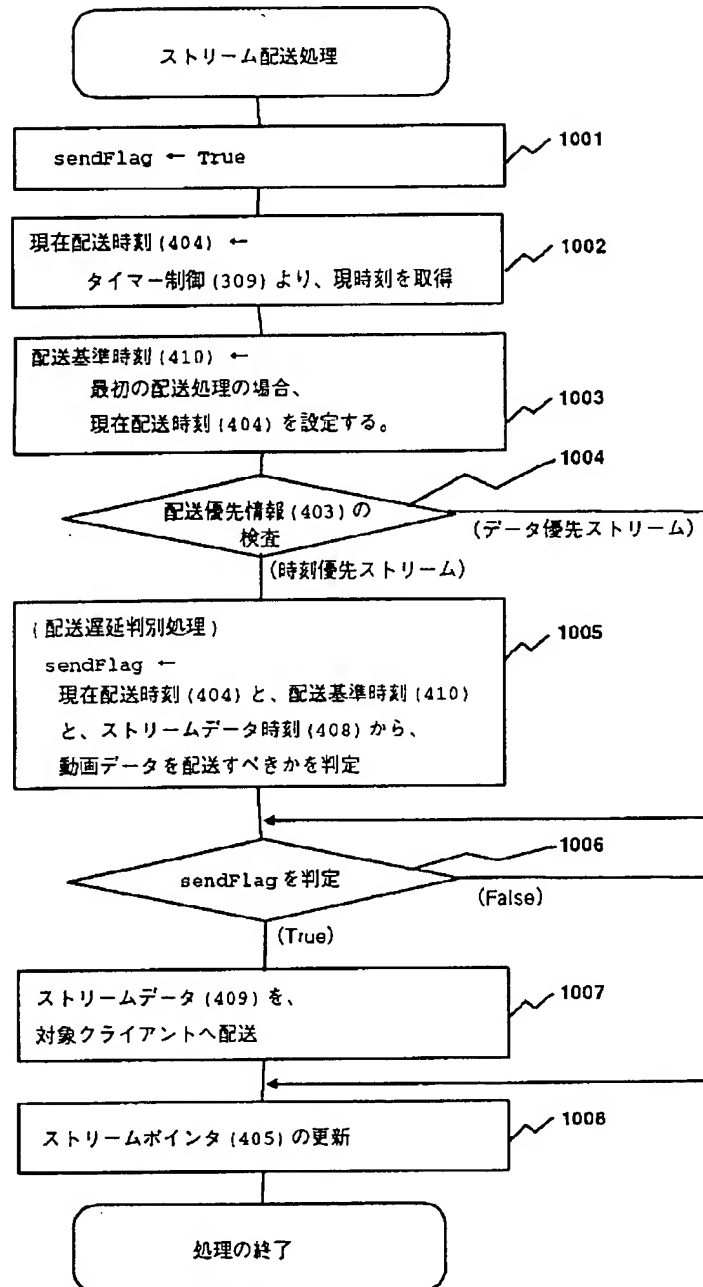 ストリーム配送処理
sendFlag ← True
1001
現在配送時刻(404) ←
タイマー制御(309)より、現時刻を取得
1002
配送基準時刻(410) ←
最初の配送処理の場合、
現在配送時刻(404)を設定する。
1003
1004
配送優先情報(403)の
検査
(データ優先ストリーム)
(時刻優先ストリーム)
(配送遅延判別処理)
sendFlag ←
現在配送時刻(404)と、配送基準時刻(410)
と、ストリームデータ時刻(408)から、
動画データを配送すべきかを判定
1005
1006
sendFlagを判定
(False)
(True)
ストリームデータ(409)を、
対象クライアントへ配送
1007
ストリームポインタ(405)の更新
1008
処理の終了